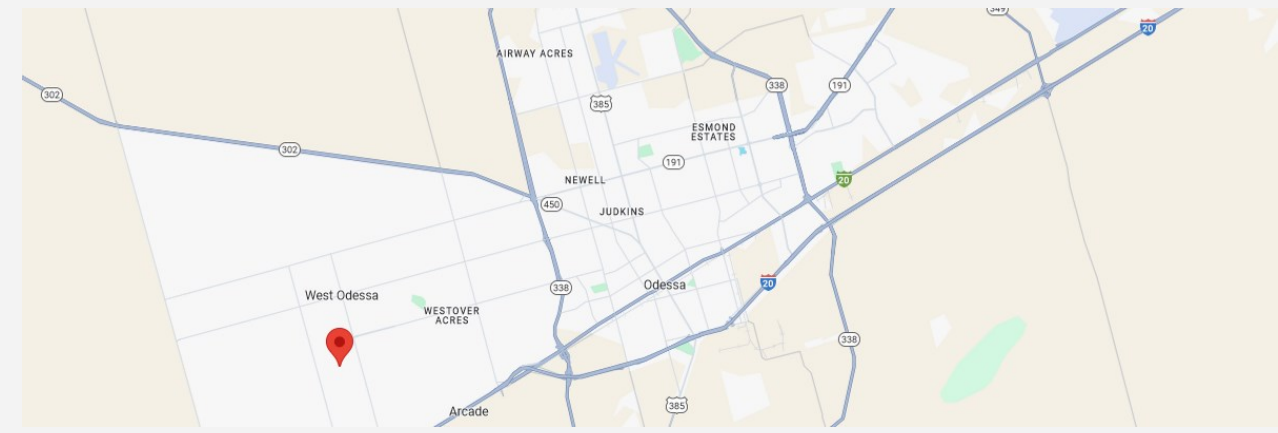 349
20
AIRWAY ACRES
338
191
302
385
ESMOND
ESTATES
302
191
NEWELL
20
450
JUDKINS
Odessa
20
338
West Odessa
WESTOVER
ACRES
338
385
Arcade